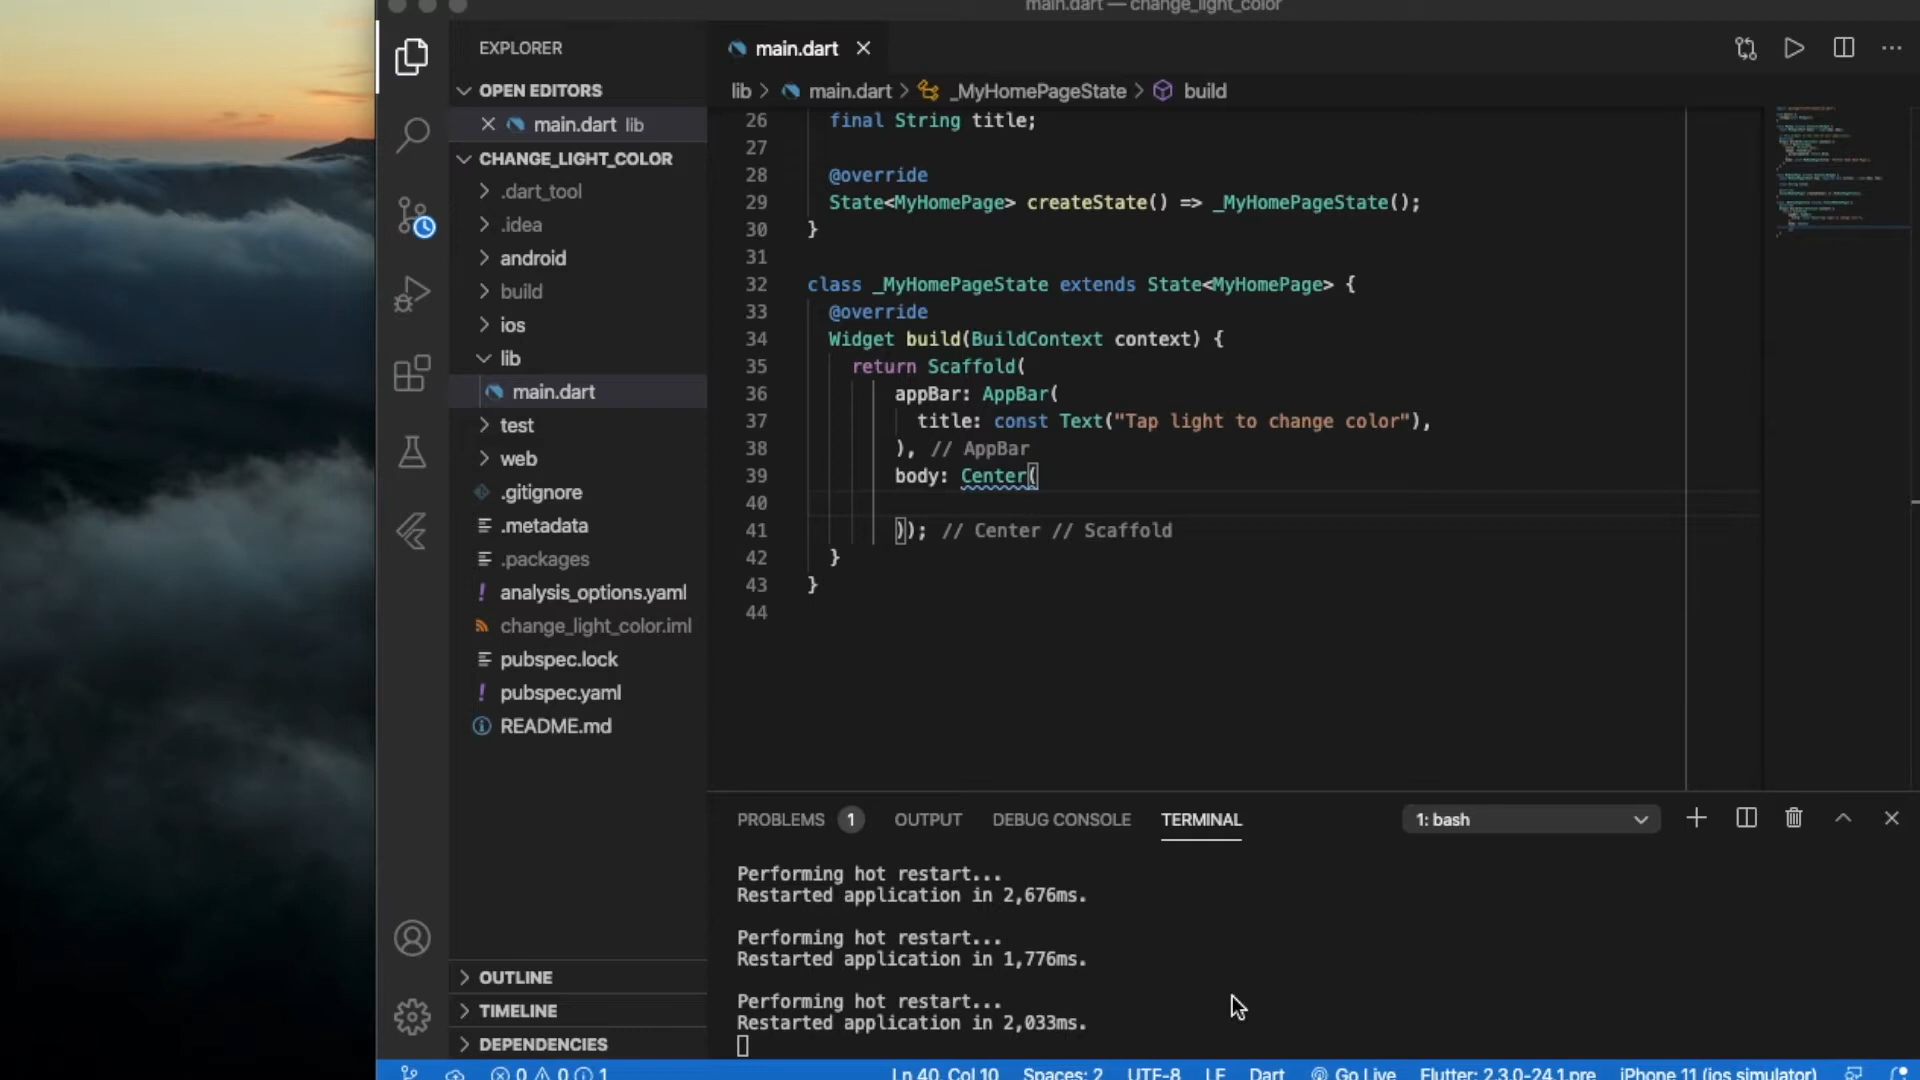 main.dart — change_light_color
EXPLORER
OPEN EDITORS
main.dart lib
CHANGE_LIGHT_COLOR
.dart_tool
.idea
android
build
ios
lib
main.dart
test
web
.gitignore
.metadata
.packages
analysis_options.yaml
change_light_color.iml
pubspec.lock
pubspec.yaml
README.md
OUTLINE
TIMELINE
DEPENDENCIES
main.dart
lib > main.dart > _MyHomePageState > build
26 final String title;
27
28 @override
29 State<MyHomePage> createState() => _MyHomePageState();
30 }
31
32 class _MyHomePageState extends State<MyHomePage> {
33 @override
34 Widget build(BuildContext context) {
35 return Scaffold(
36 appBar: AppBar(
37 title: const Text("Tap light to change color"),
38 ), // AppBar
39 body: Center(
40
41 )); // Center // Scaffold
42 }
43 }
44
PROBLEMS 1 OUTPUT DEBUG CONSOLE TERMINAL 1: bash
Performing hot restart...
Restarted application in 2,676ms.
Performing hot restart...
Restarted application in 1,776ms.
Performing hot restart...
Restarted application in 2,033ms.
0 0 1 Ln 40, Col 10 Spaces: 2 UTF-8 LF Dart Go Live Flutter: 2.3.0-24.1.pre iPhone 11 (ios simulator)